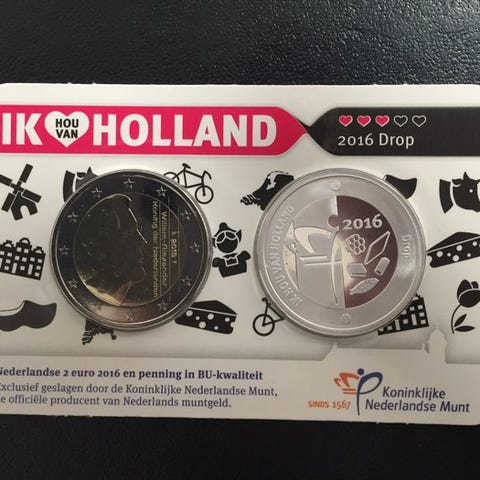 IK HOU VAN HOLLAND
2016 Drop
Willem-Alexander
Koning der Nederlanden
2016
IK HOU VAN HOLLAND
2016
Drop
Nederlandse 2 euro 2016 en penning in BU-kwaliteit
Exclusief geslagen door de Koninklijke Nederlandse Munt,
de officiële producent van Nederlands muntgeld.
SINDS 1567
Koninklijke
Nederlandse Munt